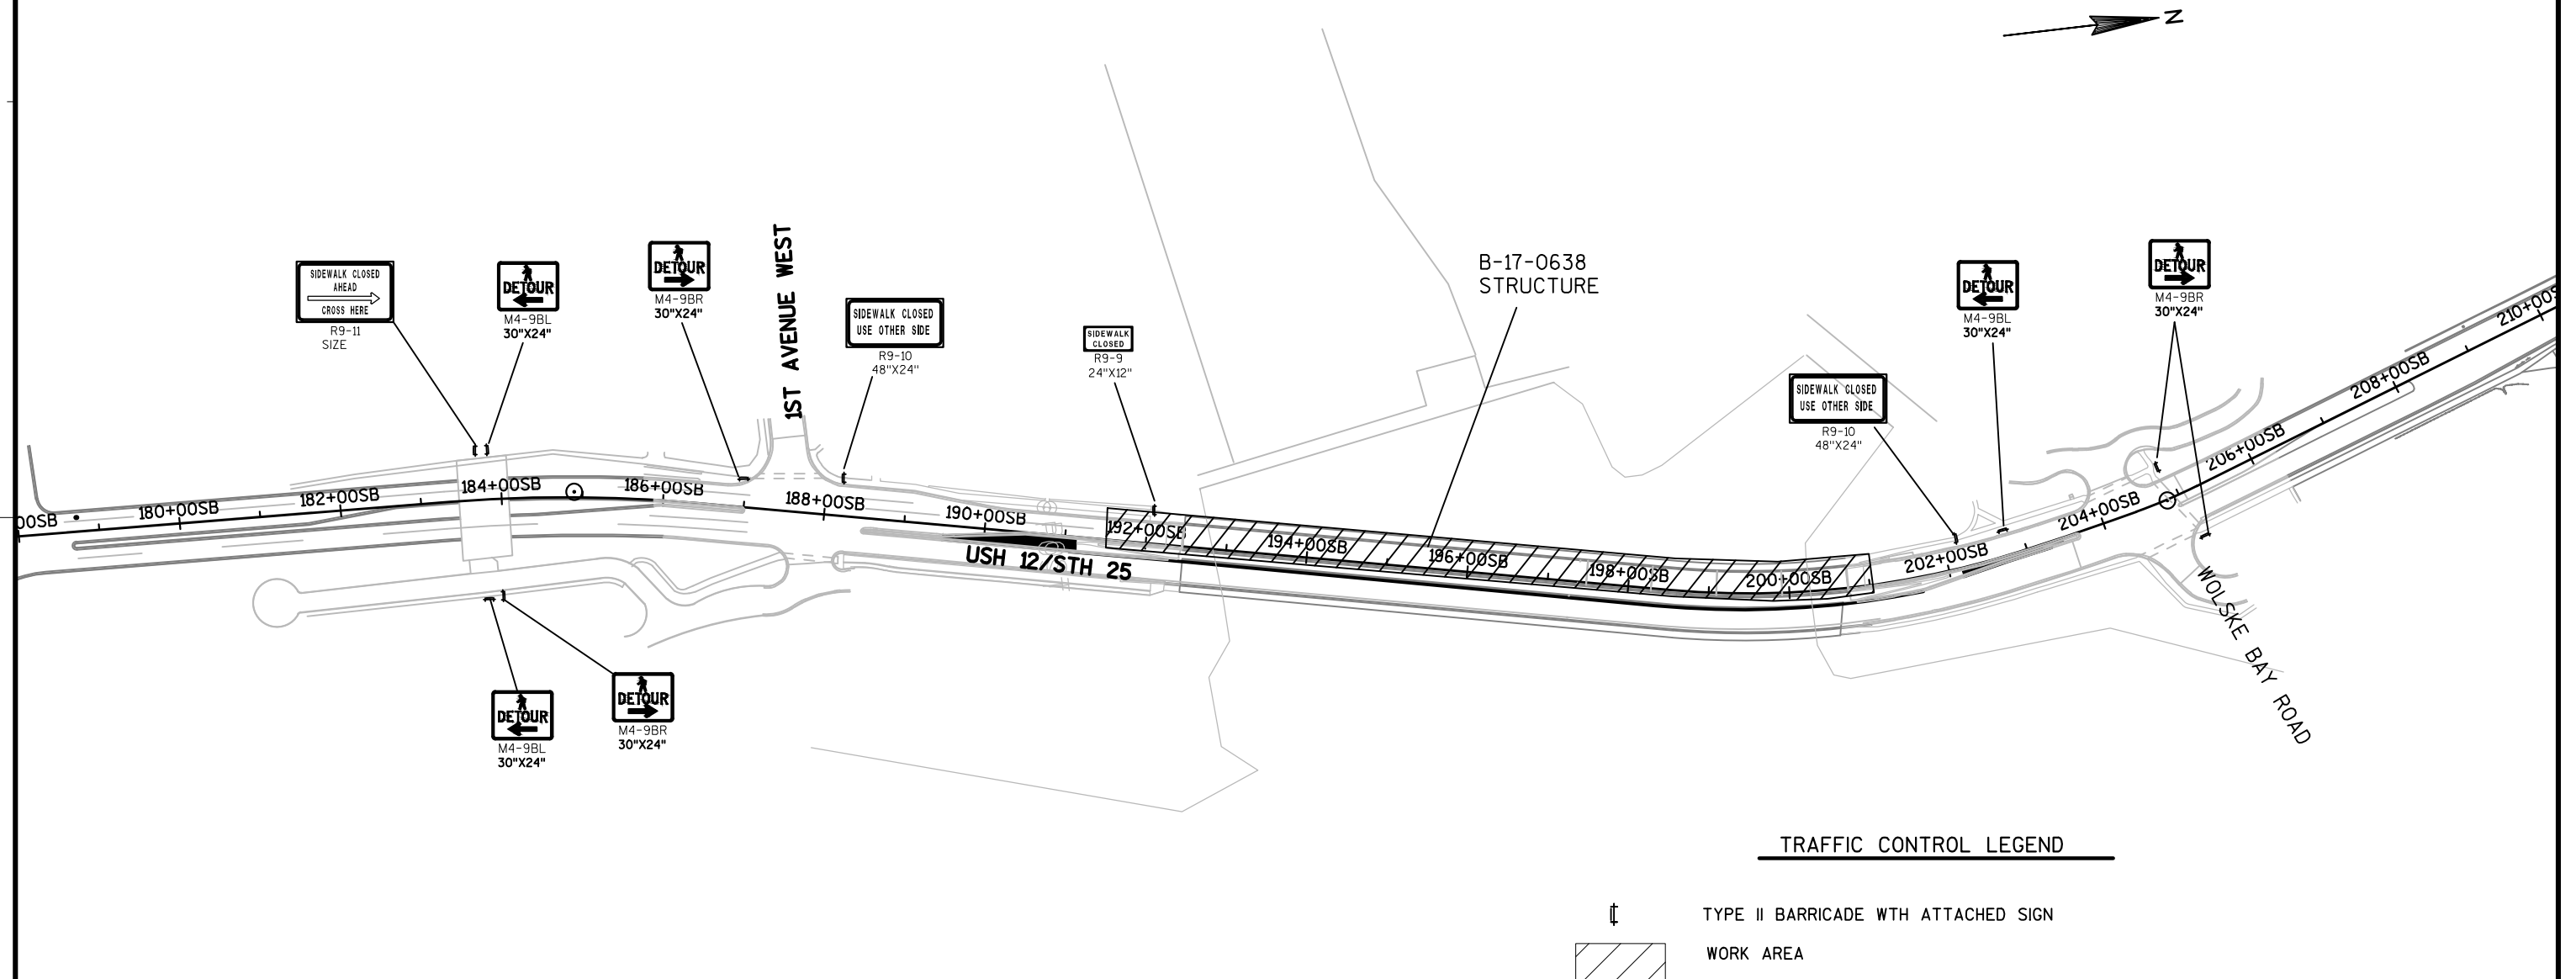 N
SIDEWALK CLOSED
AHEAD
CROSS HERE
R9-11
SIZE
DETOUR
M4-9BL
30"X24"
DETOUR
M4-9BR
30"X24"
1ST AVENUE WEST
SIDEWALK CLOSED
USE OTHER SIDE
R9-10
48"X24"
SIDEWALK
CLOSED
R9-9
24"X12"
B-17-0638
STRUCTURE
SIDEWALK CLOSED
USE OTHER SIDE
R9-10
48"X24"
DETOUR
M4-9BL
30"X24"
DETOUR
M4-9BR
30"X24"
00SB
180+00SB
182+00SB
184+00SB
186+00SB
188+00SB
190+00SB
192+00SB
194+00SB
196+00SB
198+00SB
200+00SB
202+00SB
204+00SB
206+00SB
208+00SB
210+00S
USH 12/STH 25
WOLSKE BAY ROAD
DETOUR
M4-9BL
30"X24"
DETOUR
M4-9BR
30"X24"
TRAFFIC CONTROL LEGEND
TYPE II BARRICADE WTH ATTACHED SIGN
WORK AREA